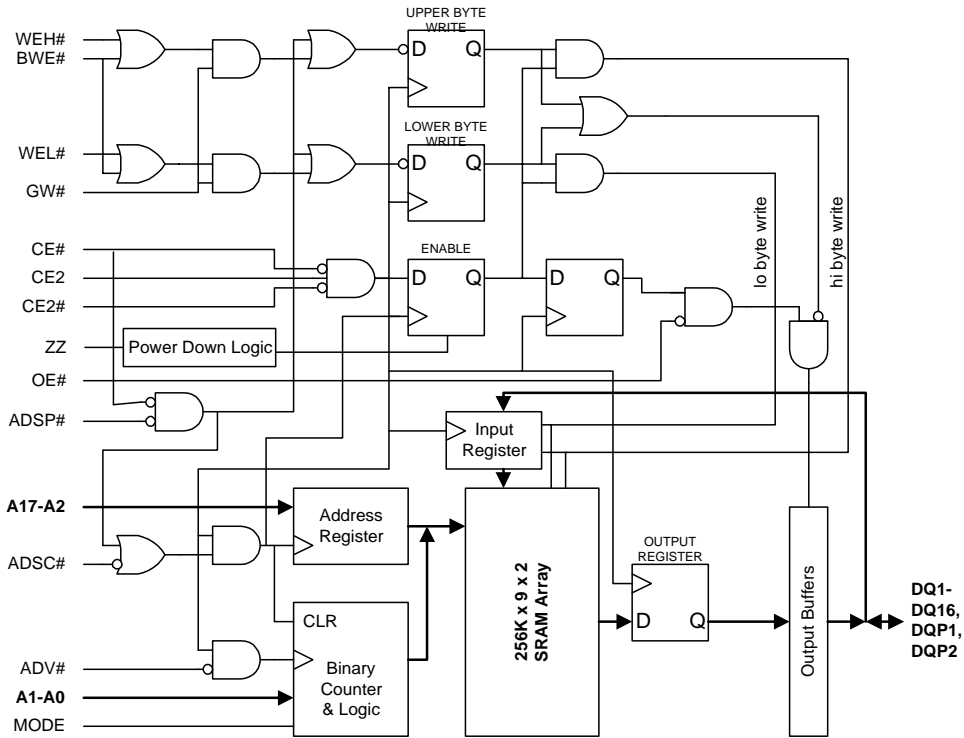 UPPER BYTE
WRITE
WEH#
BWE#
D Q
LOWER BYTE
WRITE
WEL#
D Q
GW#
lo byte write
hi byte write
ENABLE
CE#
CE2
CE2#
D Q
D Q
ZZ
Power Down Logic
OE#
ADSP#
Input
Register
A17-A2
Address
Register
ADSC#
OUTPUT
REGISTER
D Q
256K x 9 x 2
SRAM Array
Output Buffers
DQ1-
DQ16,
DQP1,
DQP2
CLR
Binary
Counter
& Logic
ADV#
A1-A0
MODE